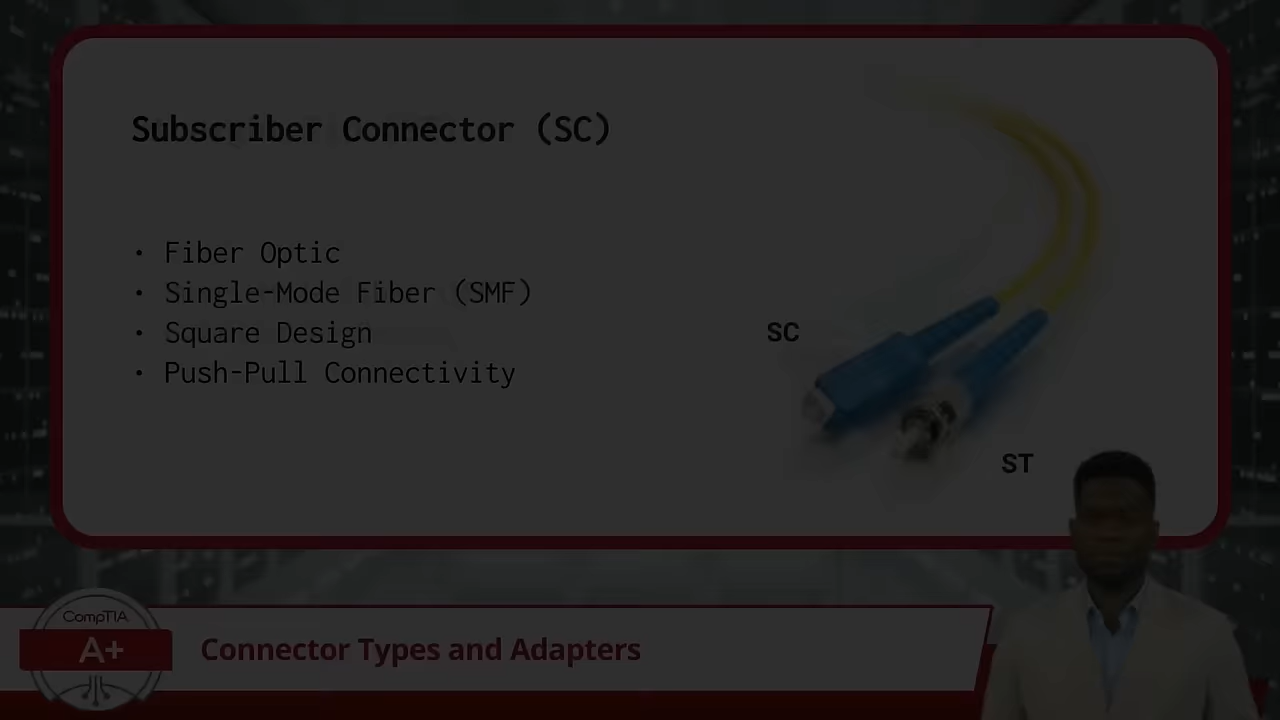 Subscriber Connector (SC)
• Fiber Optic
• Single-Mode Fiber (SMF)
• Square Design
• Push-Pull Connectivity
SC
ST
CompTIA
A+
Connector Types and Adapters